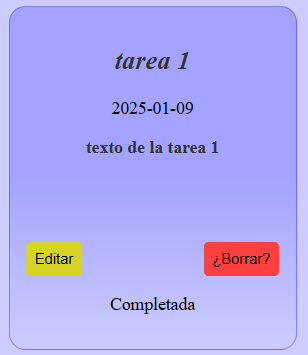 tarea 1
2025-01-09
texto de la tarea 1
Editar ¿Borrar?
Completada